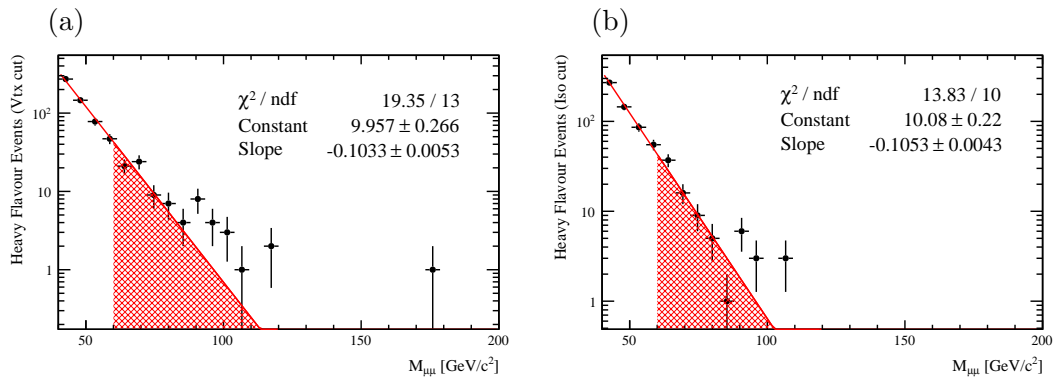 (a)
Heavy Flavour Events (Vtx cut)
10²
10
1
χ² / ndf 19.35 / 13
Constant 9.957 ± 0.266
Slope -0.1033 ± 0.0053
50 100 150 200
M_μμ [GeV/c²]
(b)
Heavy Flavour Events (Iso cut)
10²
10
1
χ² / ndf 13.83 / 10
Constant 10.08 ± 0.22
Slope -0.1053 ± 0.0043
50 100 150 200
M_μμ [GeV/c²]